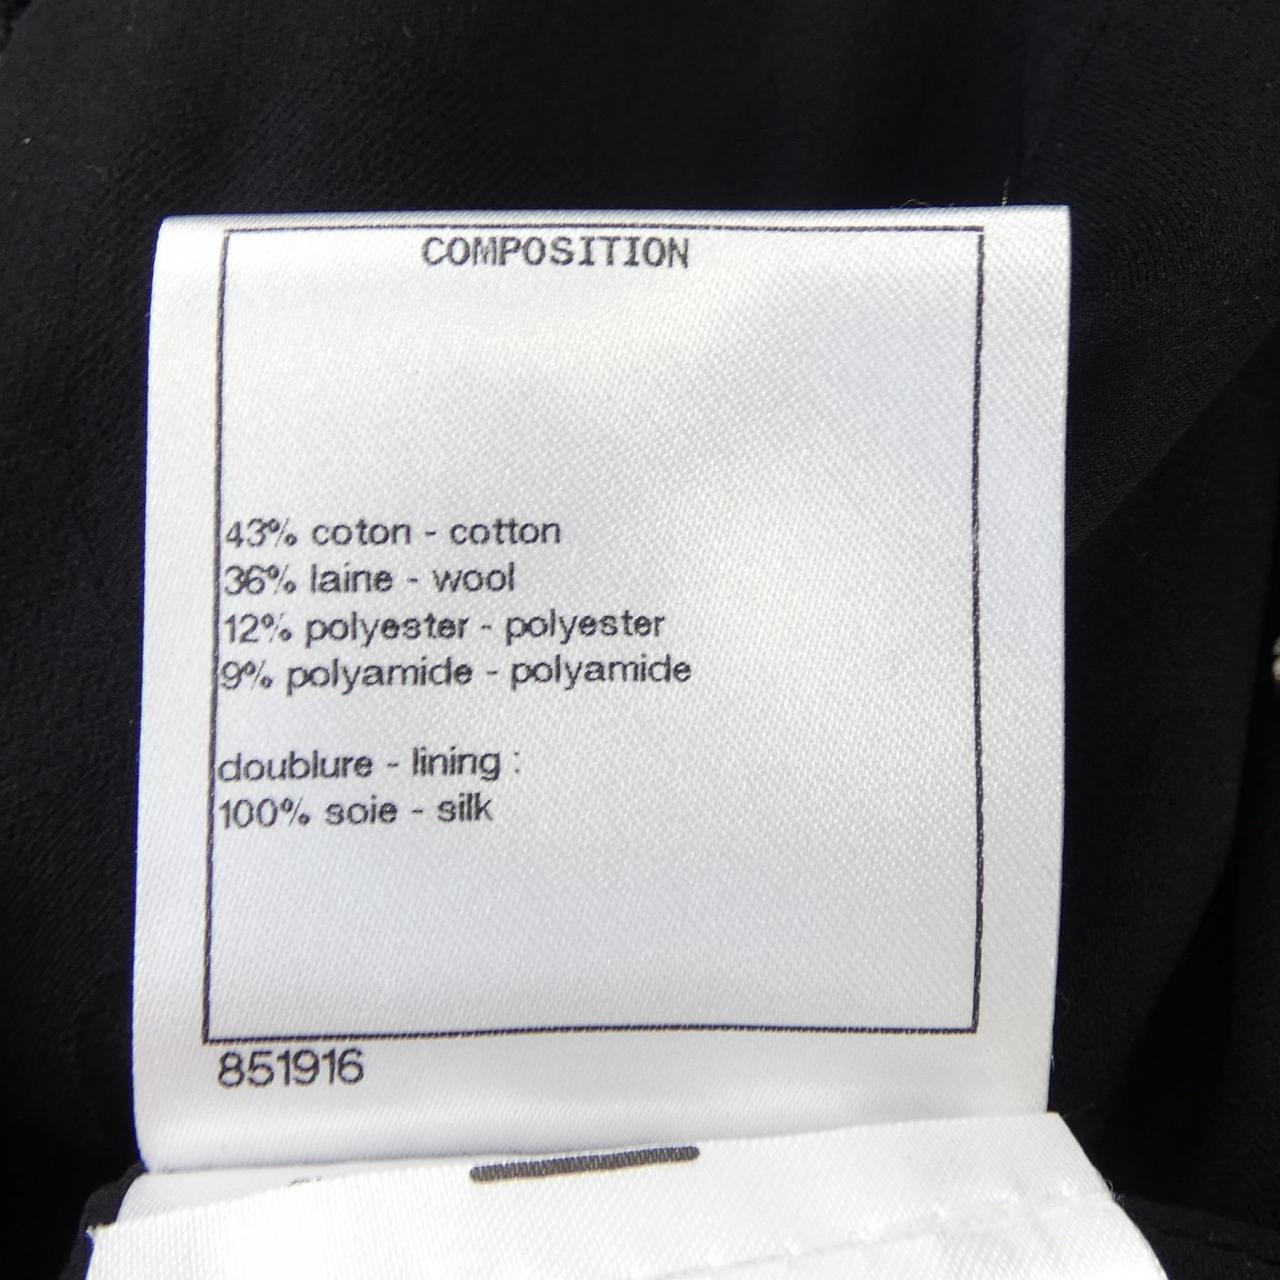 COMPOSITION
43% coton - cotton
36% laine - wool
12% polyester - polyester
9% polyamide - polyamide
doublure - lining :
100% soie - silk
851916